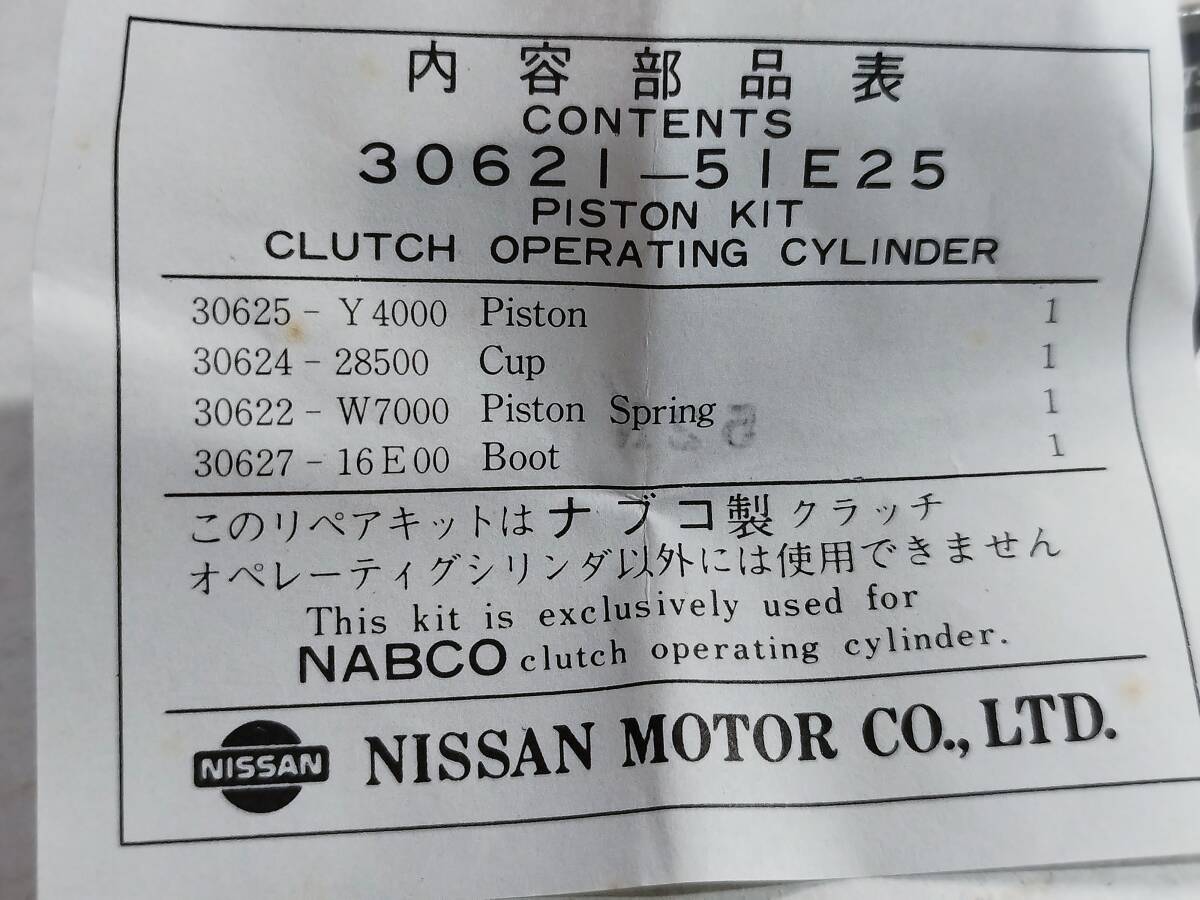 内容部品表
CONTENTS
30621-51E25
PISTON KIT
CLUTCH OPERATING CYLINDER
30625-Y4000 Piston 1
30624-28500 Cup 1
30622-W7000 Piston Spring 1
30627-16E00 Boot 1
このリペアキットはナブコ製クラッチ
オペレーティグシリンダ以外には使用できません
This kit is exclusively used for
NABCO clutch operating cylinder.
NISSAN NISSAN MOTOR CO., LTD.